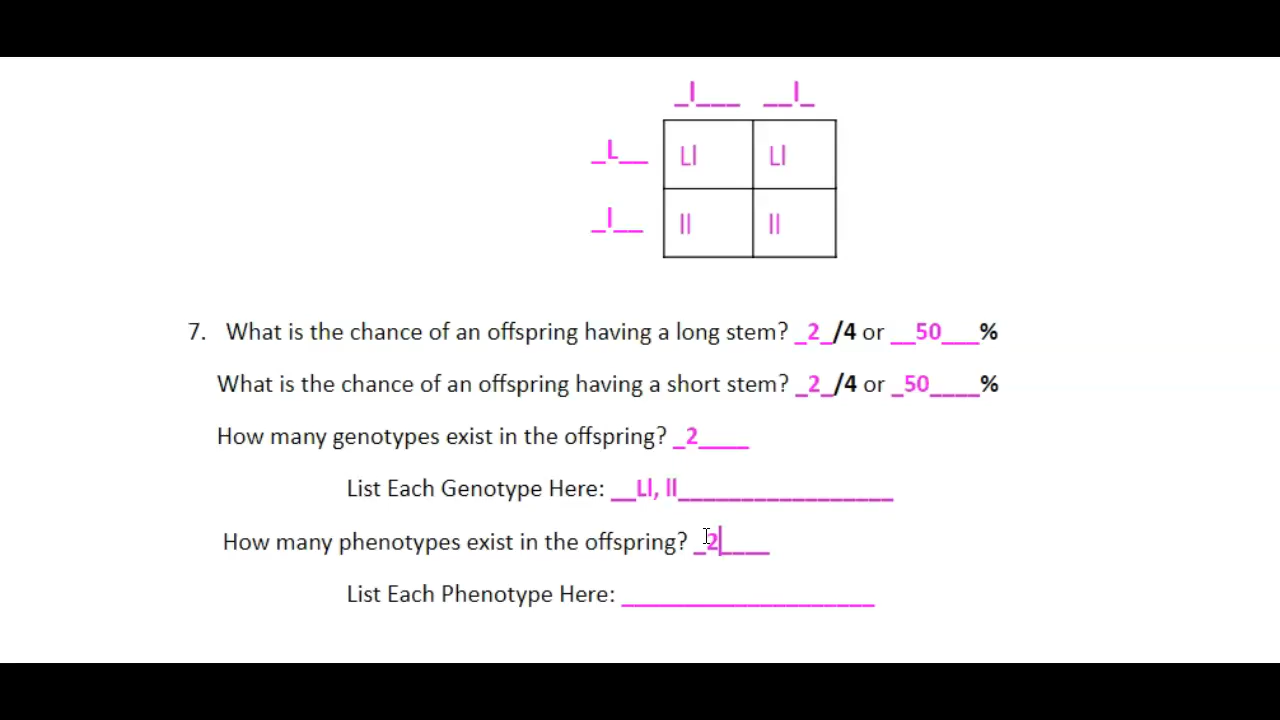 _l___ __l_
_L__ Ll Ll
_l__ ll ll
7. What is the chance of an offspring having a long stem? _2_/4 or __50___%
What is the chance of an offspring having a short stem? _2_/4 or _50____%
How many genotypes exist in the offspring? _2____
List Each Genotype Here: __Ll, ll_________________
How many phenotypes exist in the offspring? _2____
List Each Phenotype Here: ____________________